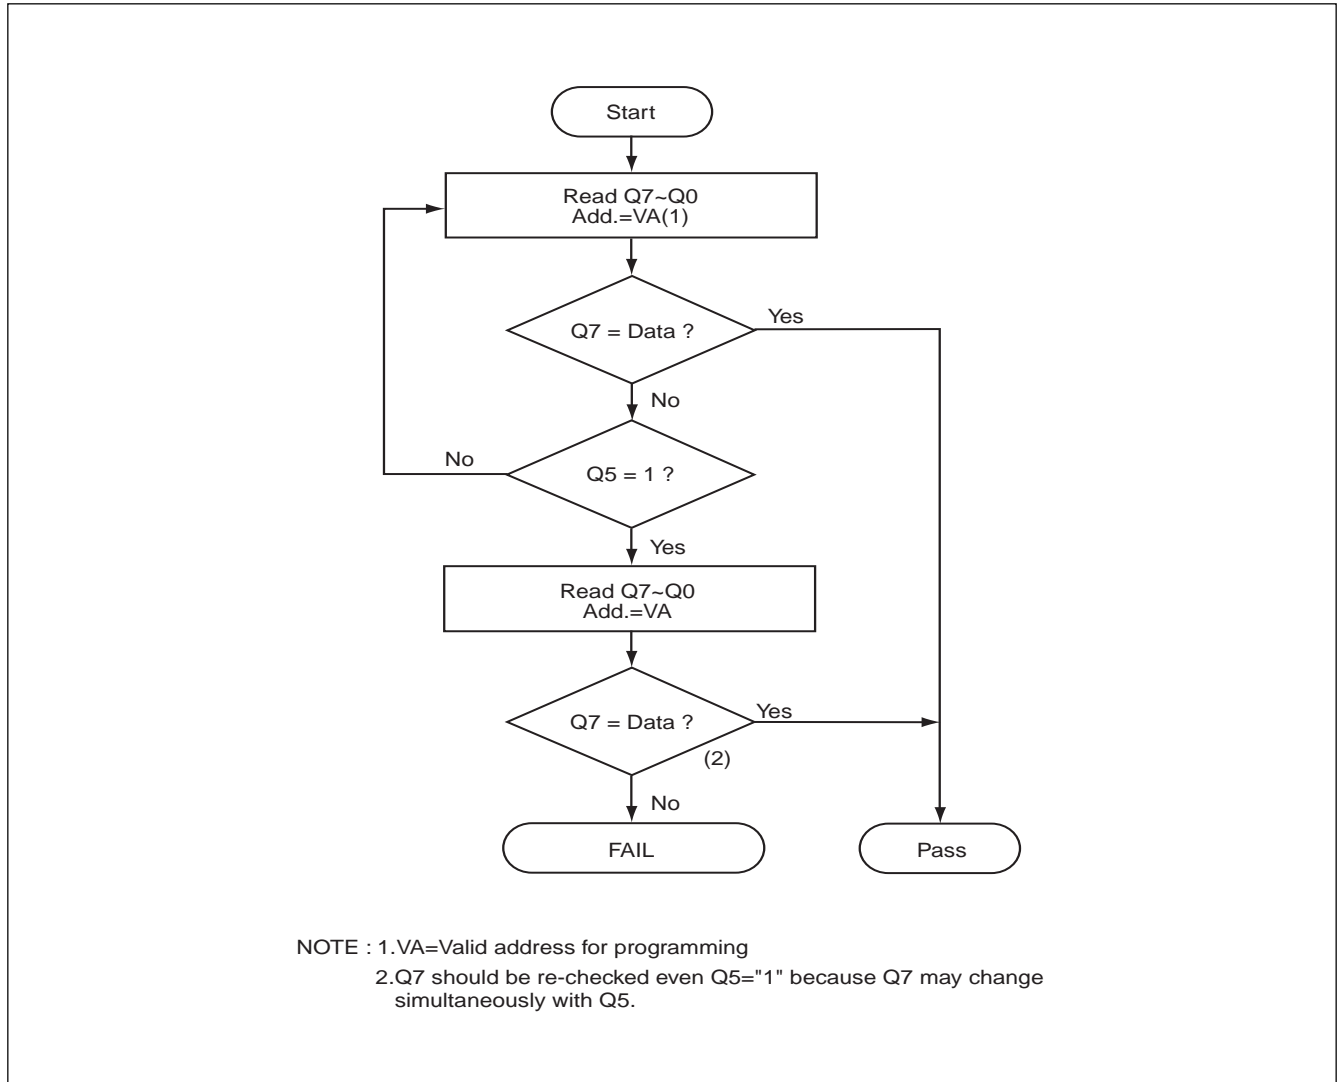 Start
Read Q7~Q0
Add.=VA(1)
Q7 = Data ?
Yes
No
No
Q5 = 1 ?
Yes
Read Q7~Q0
Add.=VA
Q7 = Data ?
Yes
(2)
No
FAIL
Pass
NOTE : 1.VA=Valid address for programming
2.Q7 should be re-checked even Q5="1" because Q7 may change
simultaneously with Q5.